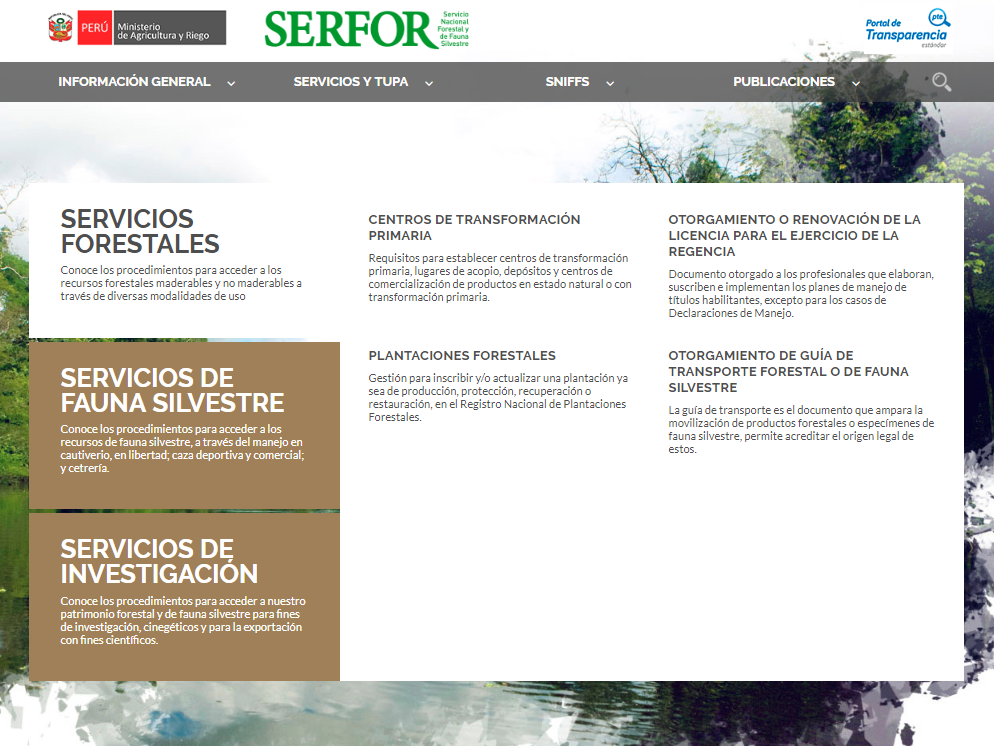 PERÚ
Ministerio
de Agricultura y Riego
SERFOR
Servicio
Nacional
Forestal y
de Fauna
Silvestre
Portal de
Transparencia
estándar
pte
INFORMACIÓN GENERAL
SERVICIOS Y TUPA
SNIFFS
PUBLICACIONES
SERVICIOS
FORESTALES
Conoce los procedimientos para acceder a los
recursos forestales maderables y no maderables a
través de diversas modalidades de uso
SERVICIOS DE
FAUNA SILVESTRE
Conoce los procedimientos para acceder a los
recursos de fauna silvestre, a través del manejo en
cautiverio, en libertad; caza deportiva y comercial;
y cetrería.
SERVICIOS DE
INVESTIGACIÓN
Conoce los procedimientos para acceder a nuestro
patrimonio forestal y de fauna silvestre para fines
de investigación, cinegéticos y para la exportación
con fines científicos.
CENTROS DE TRANSFORMACIÓN
PRIMARIA
Requisitos para establecer centros de transformación
primaria, lugares de acopio, depósitos y centros de
comercialización de productos en estado natural o con
transformación primaria.
OTORGAMIENTO O RENOVACIÓN DE LA
LICENCIA PARA EL EJERCICIO DE LA
REGENCIA
Documento otorgado a los profesionales que elaboran,
suscriben e implementan los planes de manejo de
títulos habilitantes, excepto para los casos de
Declaraciones de Manejo.
PLANTACIONES FORESTALES
Gestión para inscribir y/o actualizar una plantación ya
sea de producción, protección, recuperación o
restauración, en el Registro Nacional de Plantaciones
Forestales.
OTORGAMIENTO DE GUÍA DE
TRANSPORTE FORESTAL O DE FAUNA
SILVESTRE
La guía de transporte es el documento que ampara la
movilización de productos forestales o especímenes de
fauna silvestre, permite acreditar el origen legal de
estos.